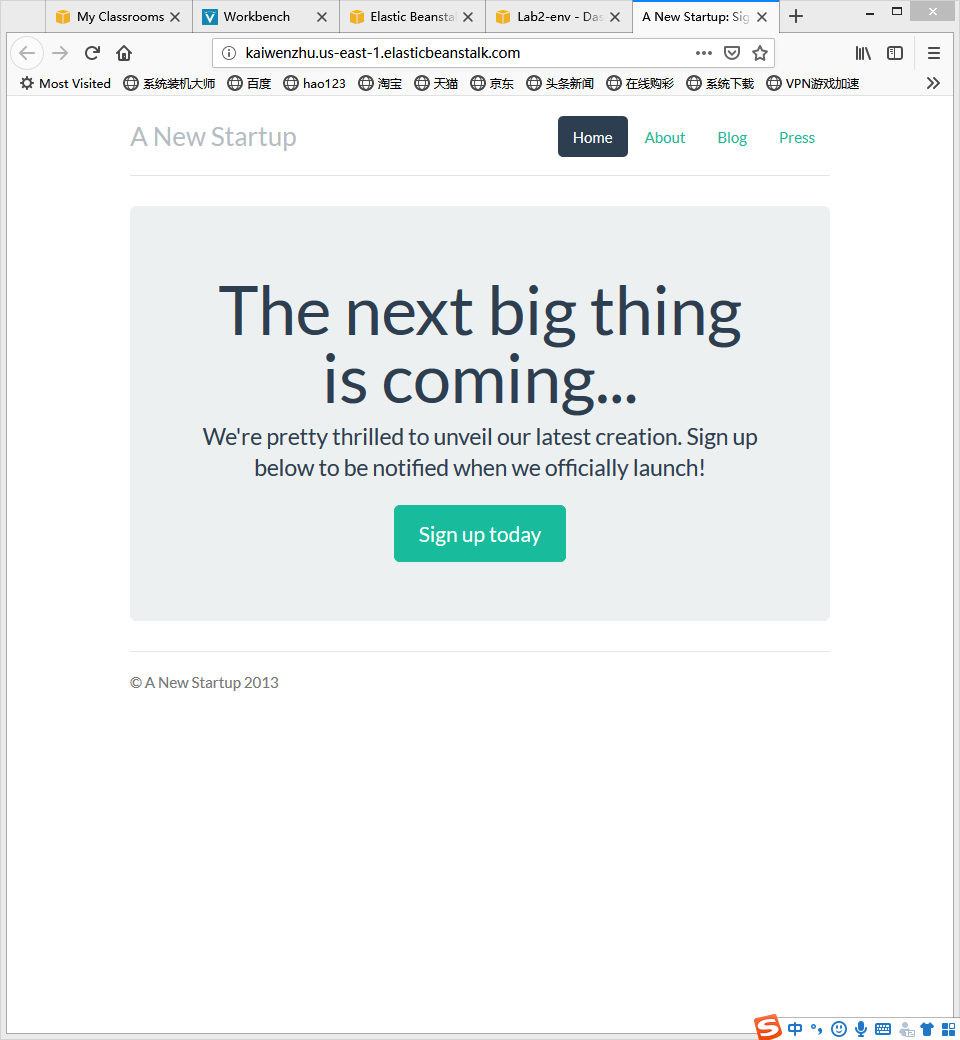 My Classrooms
Workbench
Elastic Beansta
Lab2-env - Da
A New Startup: Sig
kaiwenzhu.us-east-1.elasticbeanstalk.com
Most Visited 系统装机大师 百度 hao123 淘宝 天猫 京东 头条新闻 在线购彩 系统下载 VPN游戏加速
A New Startup
Home About Blog Press
The next big thing
is coming...
We're pretty thrilled to unveil our latest creation. Sign up
below to be notified when we officially launch!
Sign up today
© A New Startup 2013
S 中